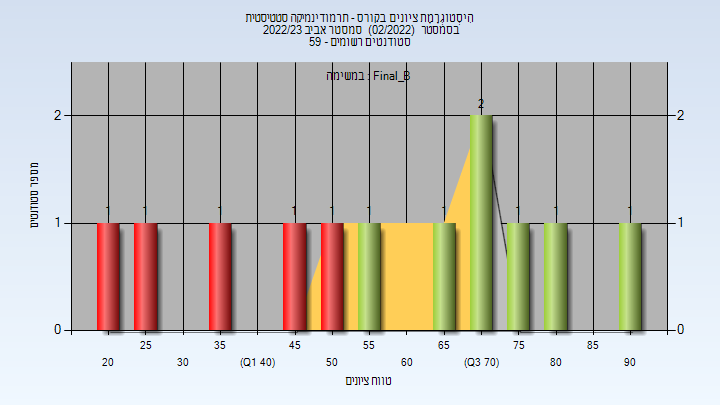 היסטוגרמת ציונים בקורס - תרמודינמיקה סטטיסטית
בסמסטר (02/2022) סמסטר אביב 2022/23
סטודנטים רשומים - 59
במשימה : Final_B
2
2 2
מספר סטודנטים
1 1 1 1 1 1 1 1 1 1
1 1
0 0
25 35 45 55 65 75 85
20 30 (Q1 40) 50 60 (Q3 70) 80 90
טווח ציונים